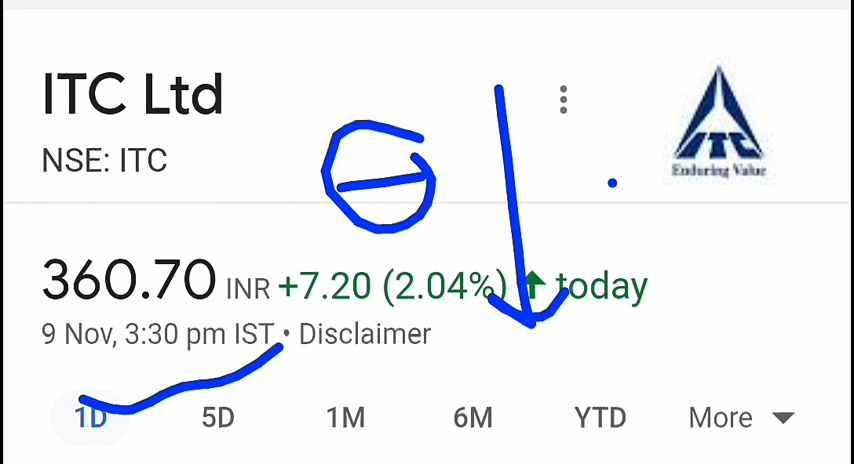 ITC Ltd
NSE: ITC
ITC
Enduring Value
360.70 INR +7.20 (2.04%) ↑ today
9 Nov, 3:30 pm IST • Disclaimer
1D 5D 1M 6M YTD More